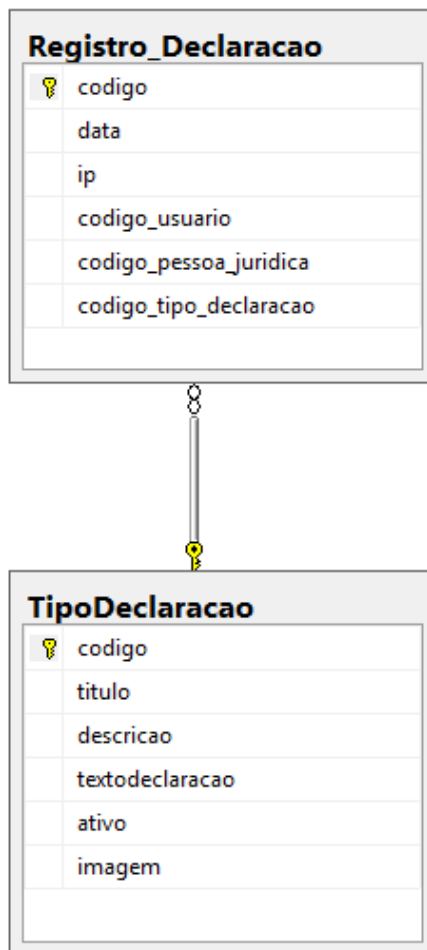 Registro_Declaracao
codigo
data
ip
codigo_usuario
codigo_pessoa_juridica
codigo_tipo_declaracao
TipoDeclaracao
codigo
titulo
descricao
textodeclaracao
ativo
imagem